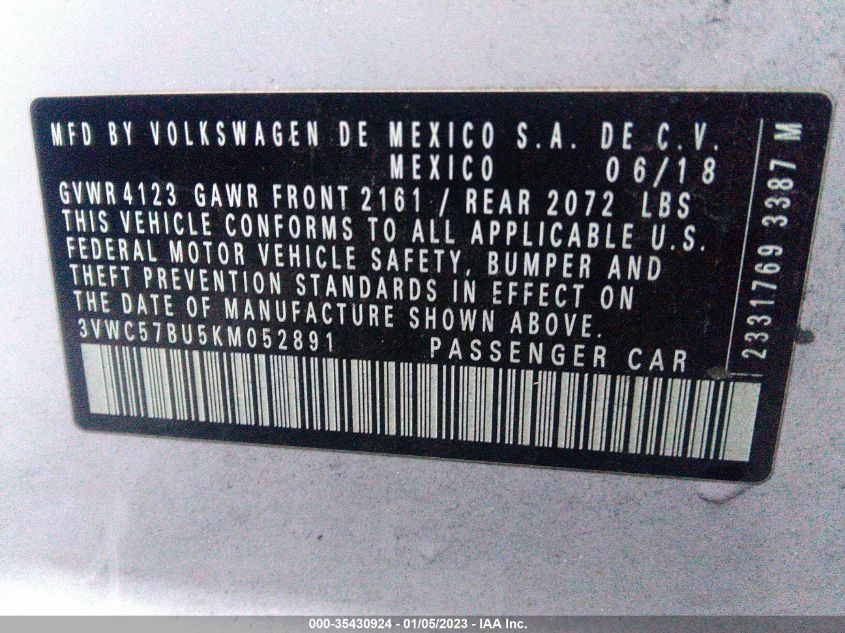 MFD BY VOLKSWAGEN DE MEXICO S.A. DE C.V.
MEXICO 06/18
GVWR 4123 GAWR FRONT 2161 / REAR 2072 LBS
THIS VEHICLE CONFORMS TO ALL APPLICABLE U.S.
FEDERAL MOTOR VEHICLE SAFETY, BUMPER AND
THEFT PREVENTION STANDARDS IN EFFECT ON
THE DATE OF MANUFACTURE SHOWN ABOVE.
3VWC57BU5KM052891 PASSENGER CAR
2331769 3387 M
000-35430924 - 01/05/2023 - IAA Inc.